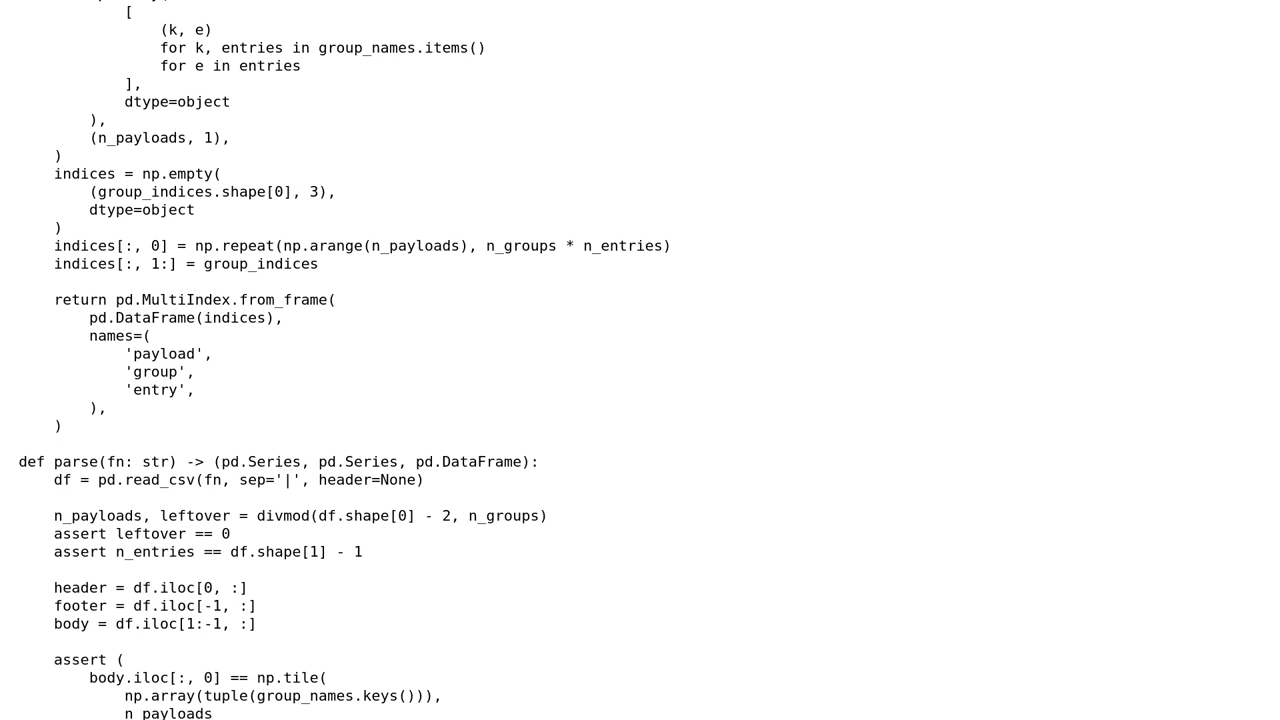 [
(k, e)
for k, entries in group_names.items()
for e in entries
],
dtype=object
),
(n_payloads, 1),
)
indices = np.empty(
(group_indices.shape[0], 3),
dtype=object
)
indices[:, 0] = np.repeat(np.arange(n_payloads), n_groups * n_entries)
indices[:, 1:] = group_indices
return pd.MultiIndex.from_frame(
pd.DataFrame(indices),
names=(
'payload',
'group',
'entry',
),
)
def parse(fn: str) -> (pd.Series, pd.Series, pd.DataFrame):
df = pd.read_csv(fn, sep='|', header=None)
n_payloads, leftover = divmod(df.shape[0] - 2, n_groups)
assert leftover == 0
assert n_entries == df.shape[1] - 1
header = df.iloc[0, :]
footer = df.iloc[-1, :]
body = df.iloc[1:-1, :]
assert (
body.iloc[:, 0] == np.tile(
np.array(tuple(group_names.keys())),
n_payloads